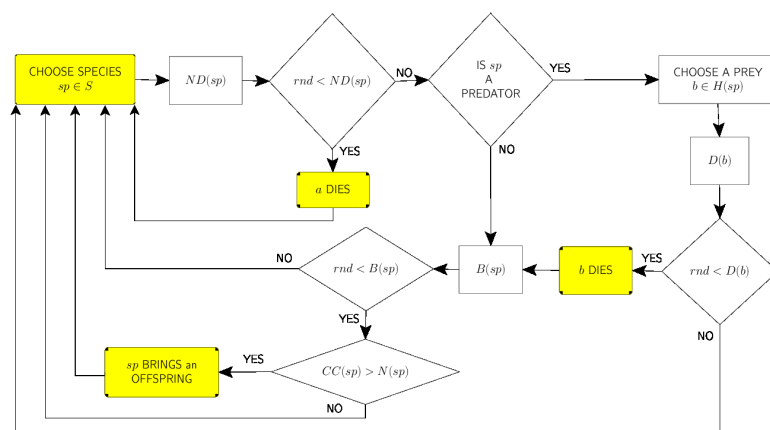 CHOOSE SPECIES
sp ∈ S
ND(sp)
rnd < ND(sp)
NO
IS sp
A
PREDATOR
YES
CHOOSE A PREY
b ∈ H(sp)
YES
NO
D(b)
a DIES
NO
rnd < B(sp)
B(sp)
b DIES
YES
rnd < D(b)
YES
NO
sp BRINGS an
OFFSPRING
YES
CC(sp) > N(sp)
NO